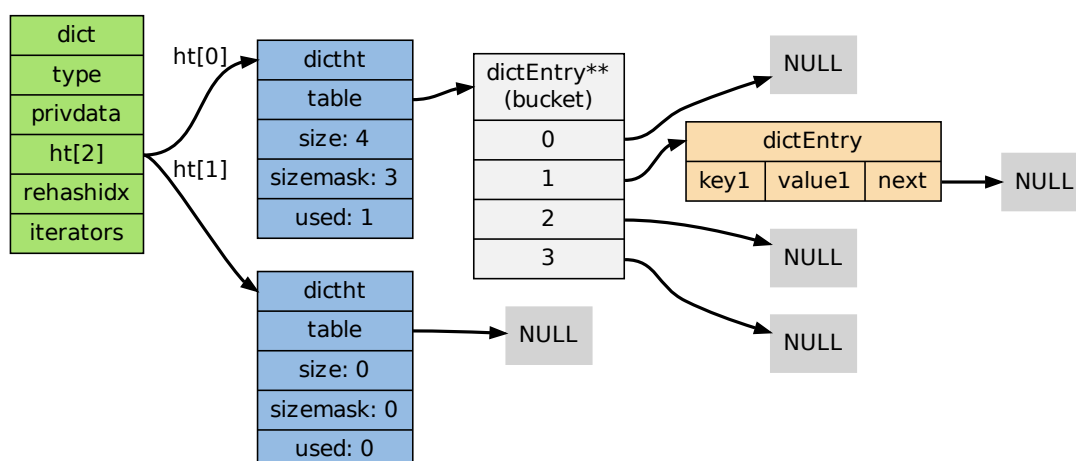 dict
type
privdata
ht[2]
rehashidx
iterators
ht[0]
ht[1]
dictht
table
size: 4
sizemask: 3
used: 1
dictht
table
size: 0
sizemask: 0
used: 0
dictEntry**
(bucket)
0
1
2
3
NULL
NULL
dictEntry
key1 value1 next
NULL
NULL
NULL